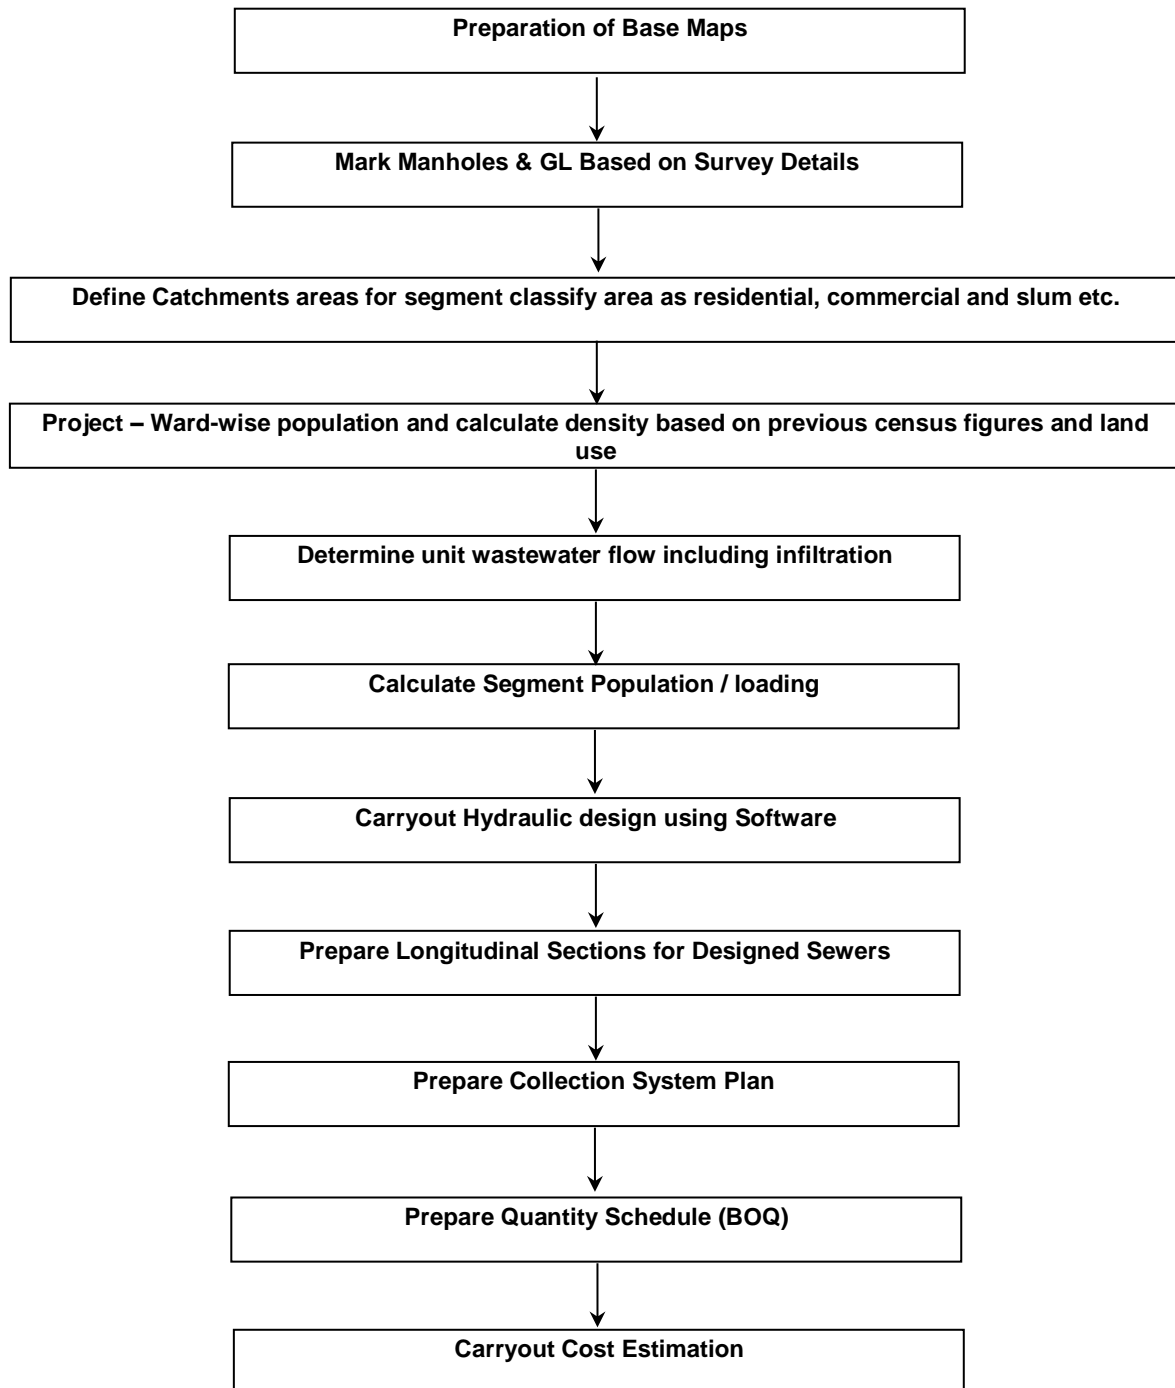 Preparation of Base Maps
Mark Manholes & GL Based on Survey Details
Define Catchments areas for segment classify area as residential, commercial and slum etc.
Project – Ward-wise population and calculate density based on previous census figures and land
use
Determine unit wastewater flow including infiltration
Calculate Segment Population / loading
Carryout Hydraulic design using Software
Prepare Longitudinal Sections for Designed Sewers
Prepare Collection System Plan
Prepare Quantity Schedule (BOQ)
Carryout Cost Estimation